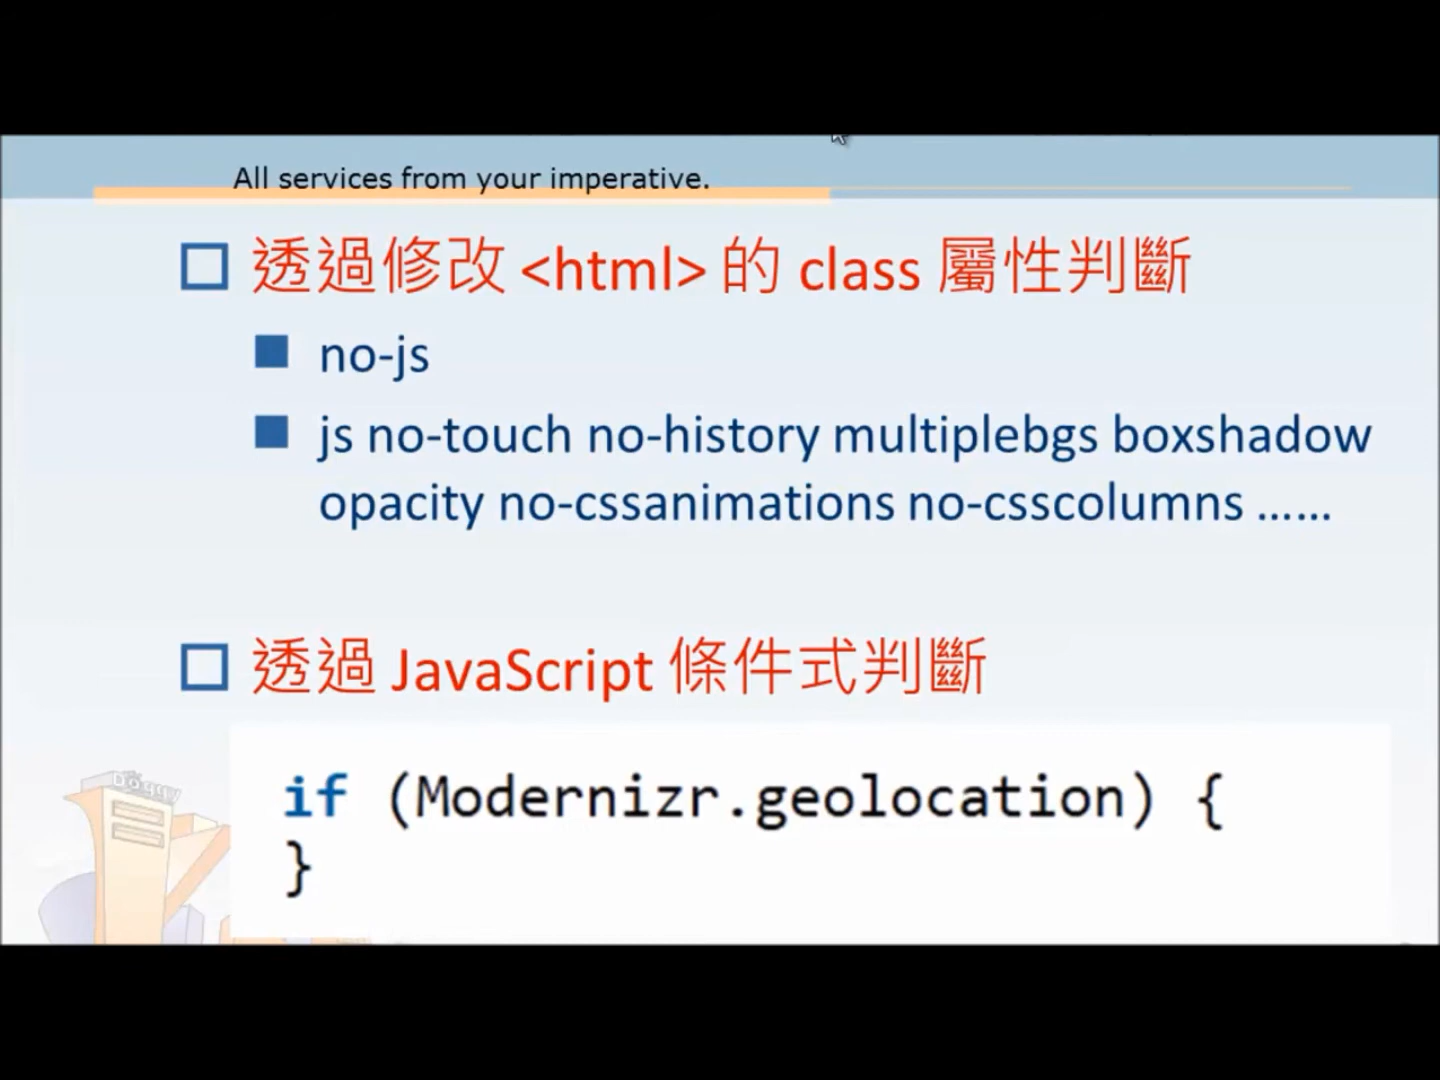 All services from your imperative.
透過修改 <html> 的 class 屬性判斷
no-js
js no-touch no-history multiplebgs boxshadow
opacity no-cssanimations no-csscolumns ……
透過 JavaScript 條件式判斷
if (Modernizr.geolocation) {
}
Doggy